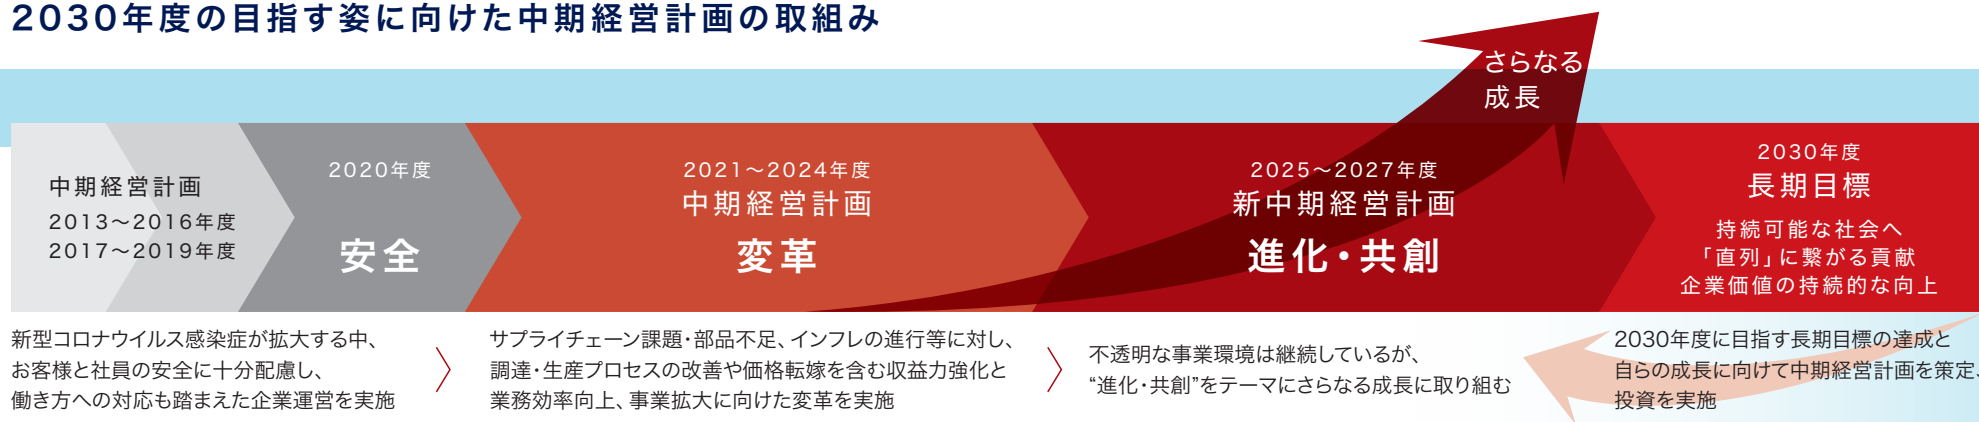 2030年度の目指す姿に向けた中期経営計画の取組み
さらなる
成長
中期経営計画
2013～2016年度
2017～2019年度
2020年度
安全
2021～2024年度
中期経営計画
変革
2025～2027年度
新中期経営計画
進化・共創
2030年度
長期目標
持続可能な社会へ
「直列」に繋がる貢献
企業価値の持続的な向上
新型コロナウイルス感染症が拡大する中、
お客様と社員の安全に十分配慮し、
働き方への対応も踏まえた企業運営を実施
サプライチェーン課題・部品不足、インフレの進行等に対し、
調達・生産プロセスの改善や価格転嫁を含む収益力強化と
業務効率向上、事業拡大に向けた変革を実施
不透明な事業環境は継続しているが、
“進化・共創”をテーマにさらなる成長に取り組む
2030年度に目指す長期目標の達成と
自らの成長に向けて中期経営計画を策定、
投資を実施